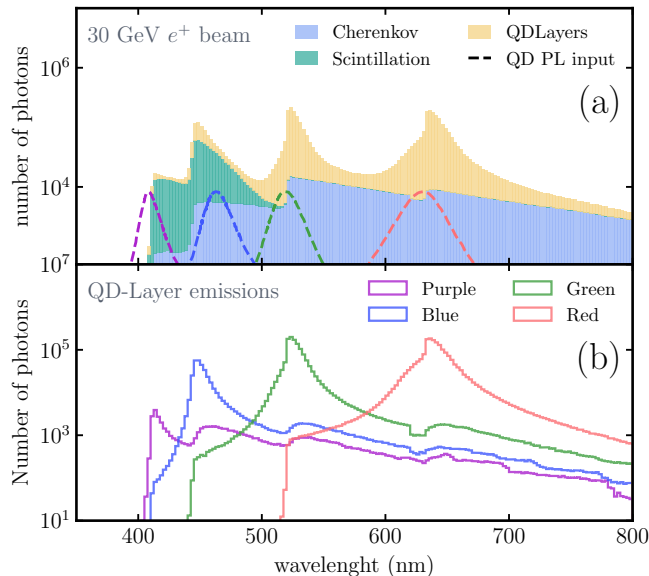 30 GeV e⁺ beam
Cherenkov
Scintillation
QDLayers
QD PL input
(a)
number of photons
10⁶
10⁴
10⁷
QD-Layer emissions
Purple
Blue
Green
Red
(b)
Number of photons
10⁵
10³
10¹
400 500 600 700 800
wavelenght (nm)